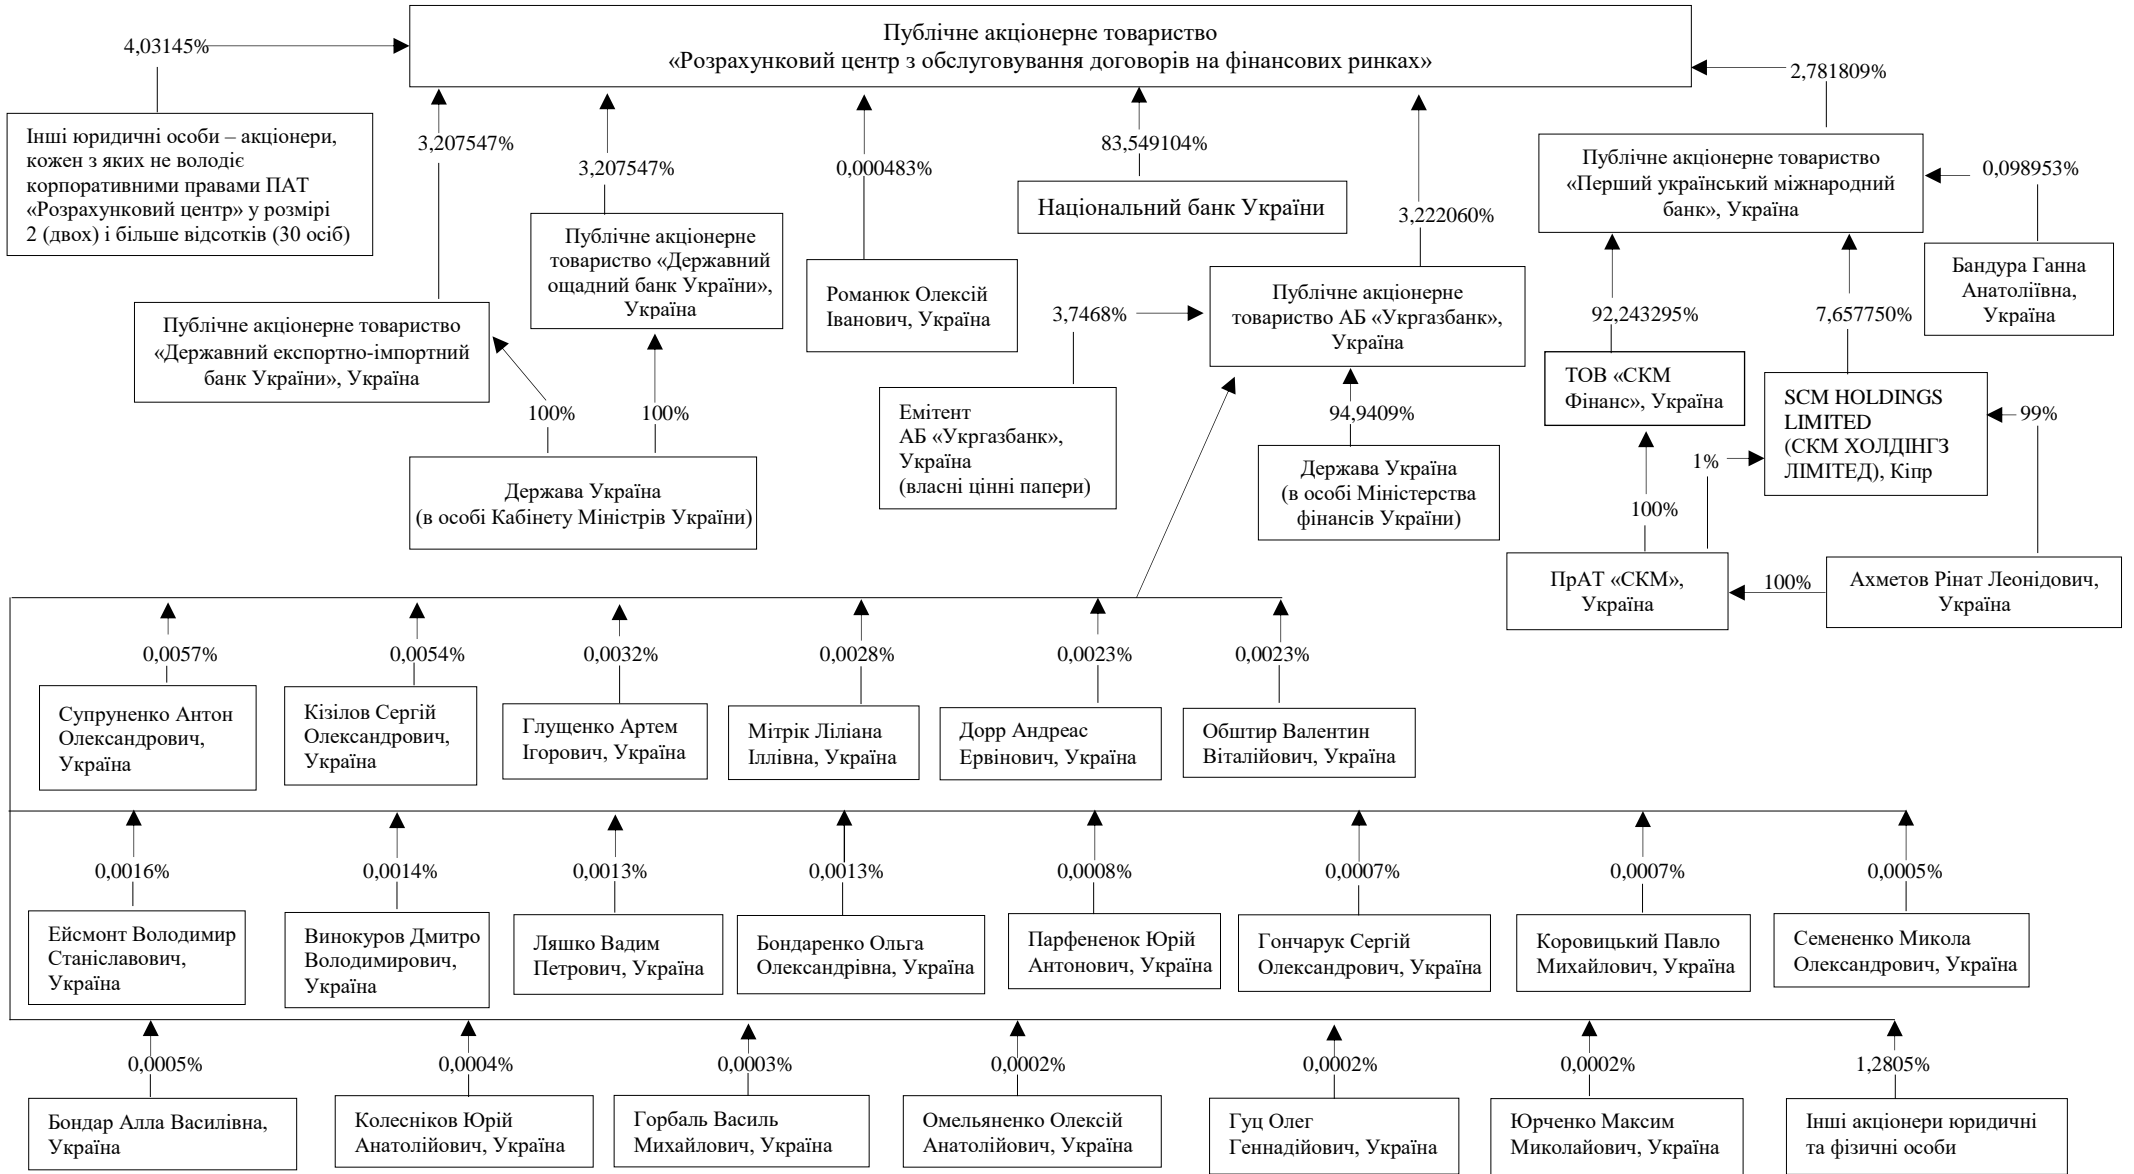 Публічне акціонерне товариство
«Розрахунковий центр з обслуговування договорів на фінансових ринках»
4,03145%
2,781809%
Інші юридичні особи – акціонери,
кожен з яких не володіє
корпоративними правами ПАТ
«Розрахунковий центр» у розмірі
2 (двох) і більше відсотків (30 осіб)
3,207547%
3,207547%
0,000483%
83,549104%
3,222060%
Національний банк України
Публічне акціонерне товариство
«Перший український міжнародний
банк», Україна
0,098953%
Бандура Ганна
Анатоліївна,
Україна
Публічне акціонерне товариство
«Державний експортно-імпортний
банк України», Україна
Публічне акціонерне
товариство «Державний
ощадний банк України»,
Україна
Романюк Олексій
Іванович, Україна
3,7468%
Публічне акціонерне
товариство АБ «Укргазбанк»,
Україна
92,243295%
7,657750%
100%
100%
Емітент
АБ «Укргазбанк»,
Україна
(власні цінні папери)
94,9409%
ТОВ «СКМ
Фінанс», Україна
SCM HOLDINGS
LIMITED
(СКМ ХОЛДІНГЗ
ЛІМІТЕД), Кіпр
99%
1%
100%
Держава Україна
(в особі Кабінету Міністрів України)
Держава Україна
(в особі Міністерства
фінансів України)
ПрАТ «СКМ»,
Україна
100%
Ахметов Рінат Леонідович,
Україна
0,0057%
0,0054%
0,0032%
0,0028%
0,0023%
0,0023%
Супруненко Антон
Олександрович,
Україна
Кізілов Сергій
Олександрович,
Україна
Глущенко Артем
Ігорович, Україна
Мітрік Ліліана
Іллівна, Україна
Дорр Андреас
Ервінович, Україна
Обштир Валентин
Віталійович, Україна
0,0016%
0,0014%
0,0013%
0,0013%
0,0008%
0,0007%
0,0007%
0,0005%
Ейсмонт Володимир
Станіславович,
Україна
Винокуров Дмитро
Володимирович,
Україна
Ляшко Вадим
Петрович, Україна
Бондаренко Ольга
Олександрівна, Україна
Парфененок Юрій
Антонович, Україна
Гончарук Сергій
Олександрович, Україна
Коровицький Павло
Михайлович, Україна
Семененко Микола
Олександрович, Україна
0,0005%
0,0004%
0,0003%
0,0002%
0,0002%
0,0002%
1,2805%
Бондар Алла Василівна,
Україна
Колесніков Юрій
Анатолійович, Україна
Горбаль Василь
Михайлович, Україна
Омельяненко Олексій
Анатолійович, Україна
Гуц Олег
Геннадійович, Україна
Юрченко Максим
Миколайович, Україна
Інші акціонери юридичні
та фізичні особи